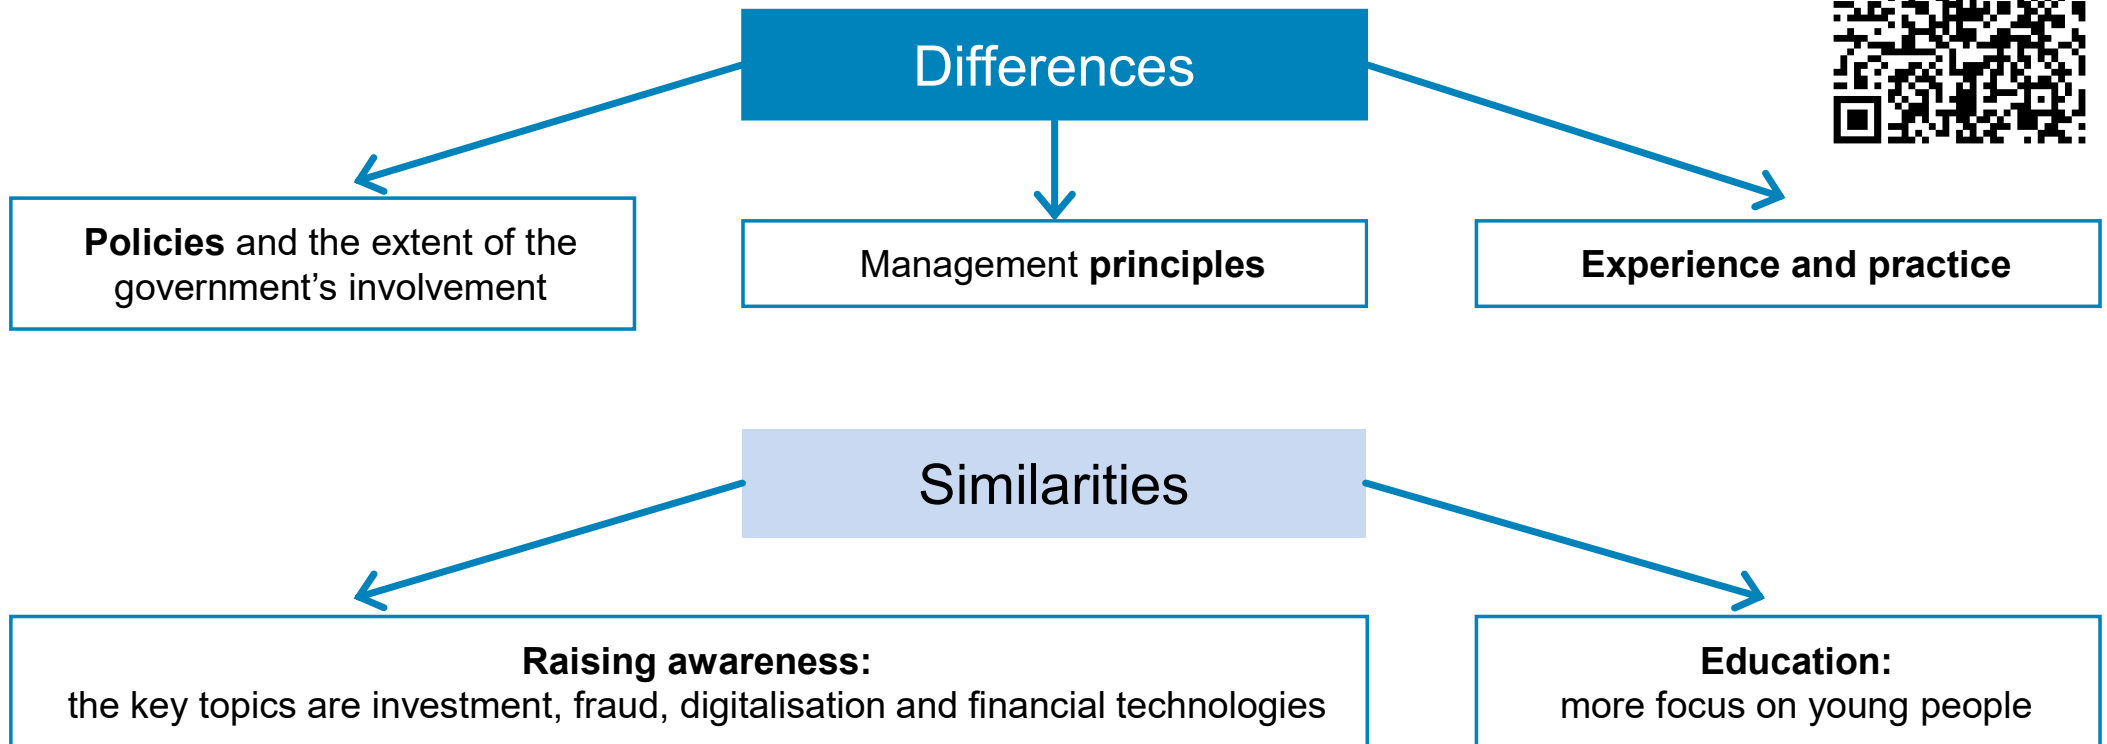 Differences
Policies and the extent of the
government's involvement
Management principles
Experience and practice
Similarities
Raising awareness:
the key topics are investment, fraud, digitalisation and financial technologies
Education:
more focus on young people